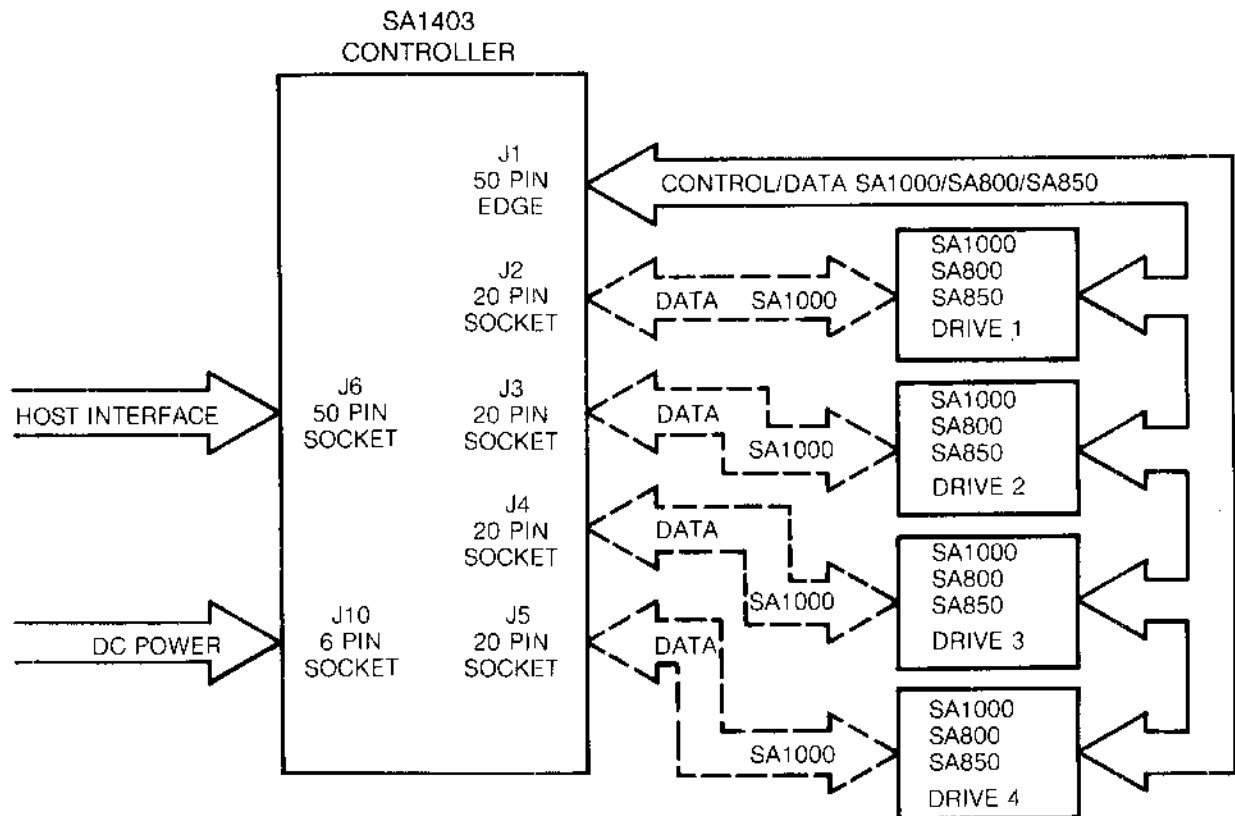 SA1403
CONTROLLER
J1
50 PIN
EDGE
CONTROL/DATA SA1000/SA800/SA850
J2
20 PIN
SOCKET
DATA SA1000
SA1000
SA800
SA850
DRIVE 1
HOST INTERFACE
J6
50 PIN
SOCKET
J3
20 PIN
SOCKET
DATA
SA1000
SA1000
SA800
SA850
DRIVE 2
J4
20 PIN
SOCKET
DATA
SA1000
SA1000
SA800
SA850
DRIVE 3
DC POWER
J10
6 PIN
SOCKET
J5
20 PIN
SOCKET
DATA
SA1000
SA1000
SA800
SA850
DRIVE 4